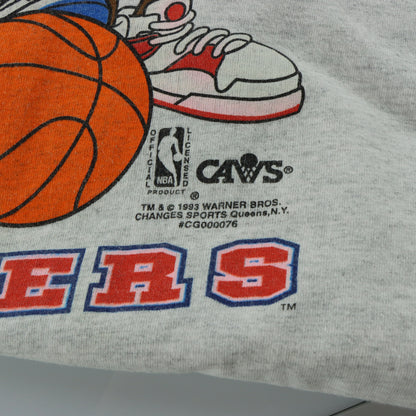 OFFICIAL LICENSED
NBA
PRODUCT ®
CAVS®
TM & © 1993 WARNER BROS.
CHANGES SPORTS Queens, N.Y.
#CG000076
ERS
TM